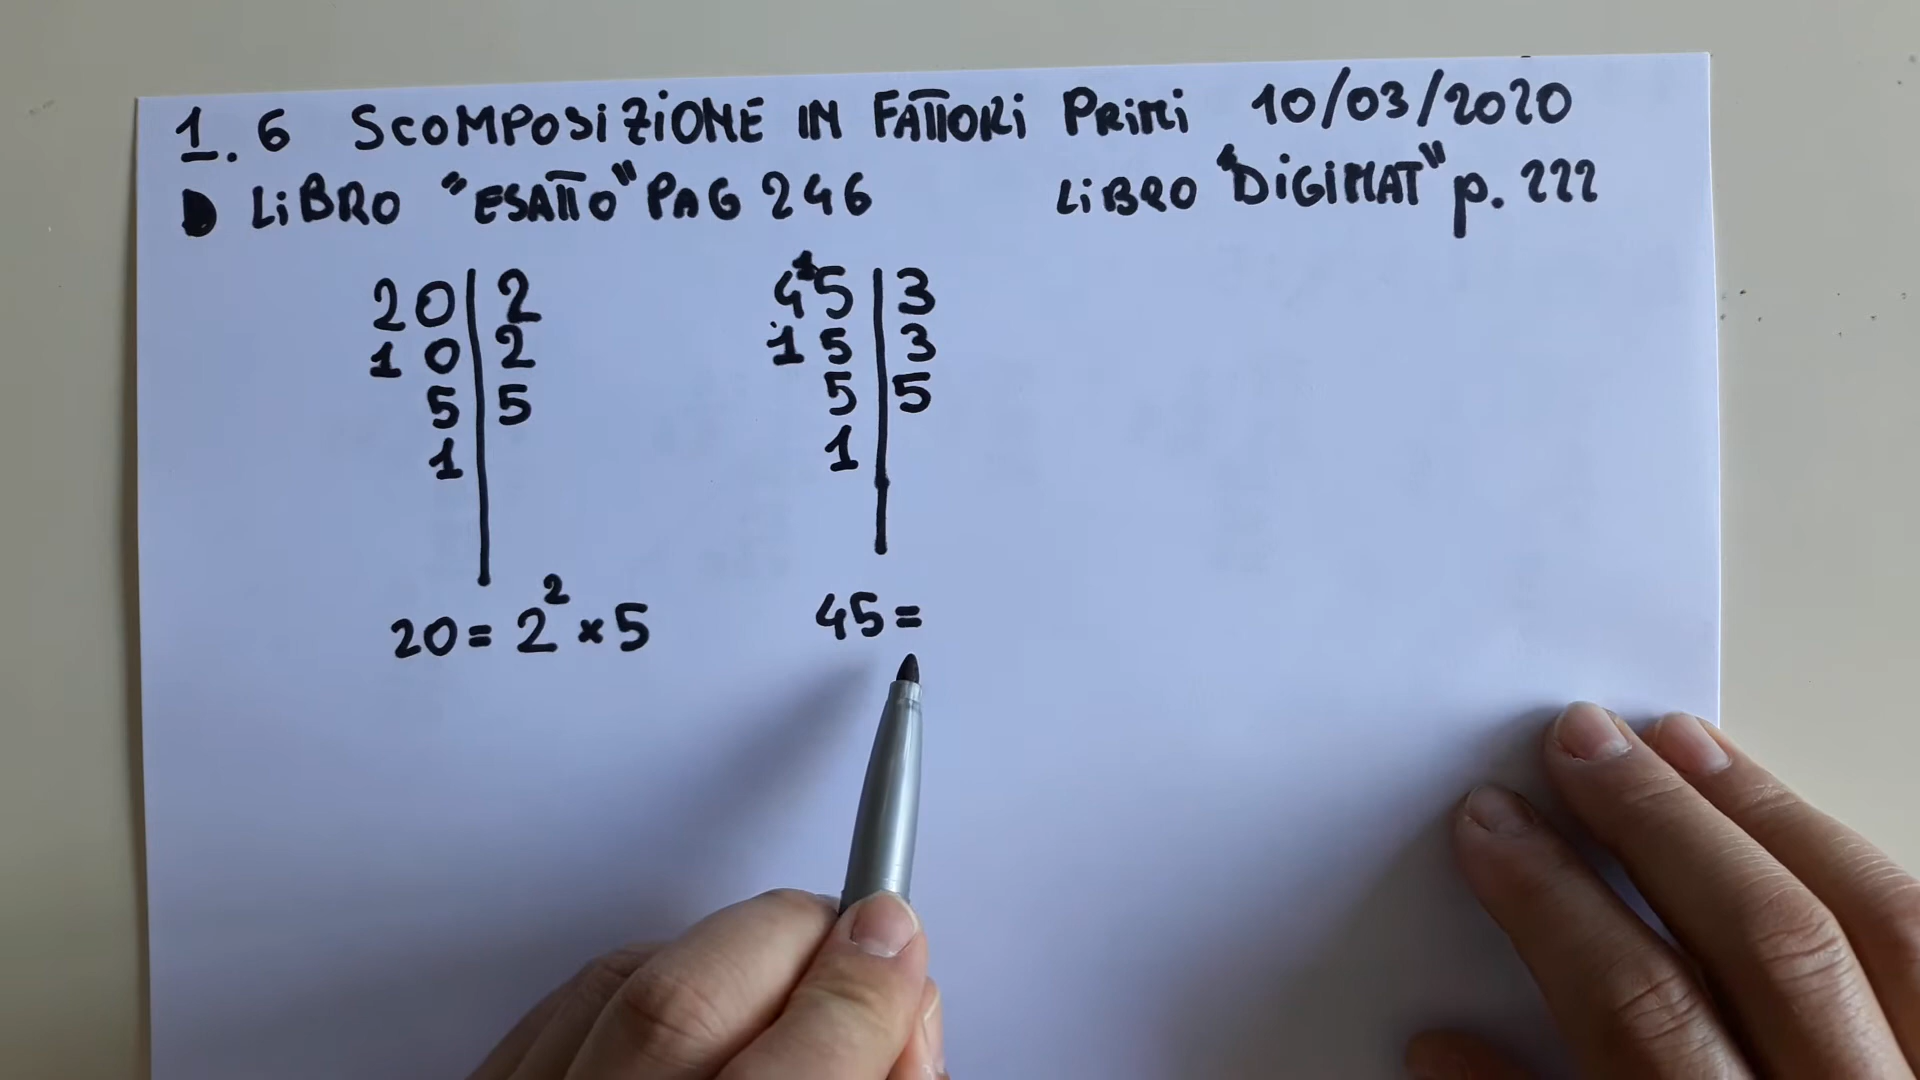 1.6 SCOMPOSIZIONE IN FATTORI PRIMI 10/03/2020
LIBRO "ESATTO" PAG 246 LIBRO "DIGIMAT" p. 222
20 | 2 4¹5 | 3
10 | 2 15 | 3
5 | 5 5 | 5
1 | 1 |
20 = 2² × 5 45 =